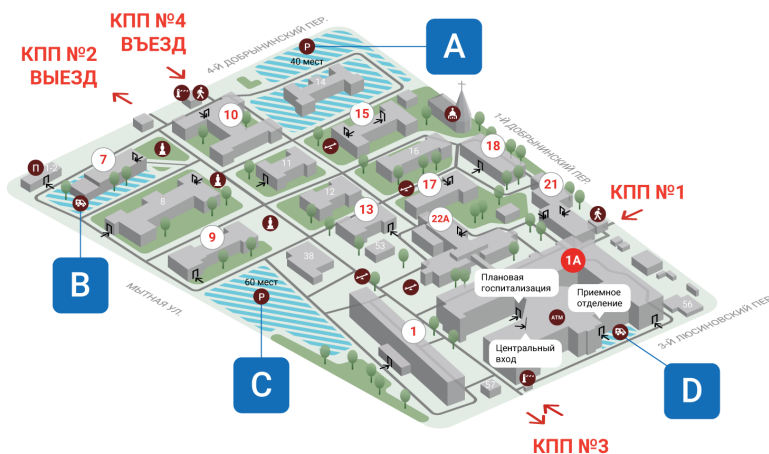 КПП №4
ВЪЕЗД
КПП №2
ВЫЕЗД
4-Й ДОБРЫНИНСКИЙ ПЕР.
A
P
40 мест
14
15
10
1-Й ДОБРЫНИНСКИЙ ПЕР.
П
7
11
16
18
8
12
17
21
КПП №1
13
22А
9
53
38
B
МЫТНАЯ УЛ.
60 мест
P
1А
Плановая
госпитализация
Приемное
отделение
ATM
56
3-Й ЛЮСИНОВСКИЙ ПЕР.
1
Центральный
вход
C
D
57
КПП №3